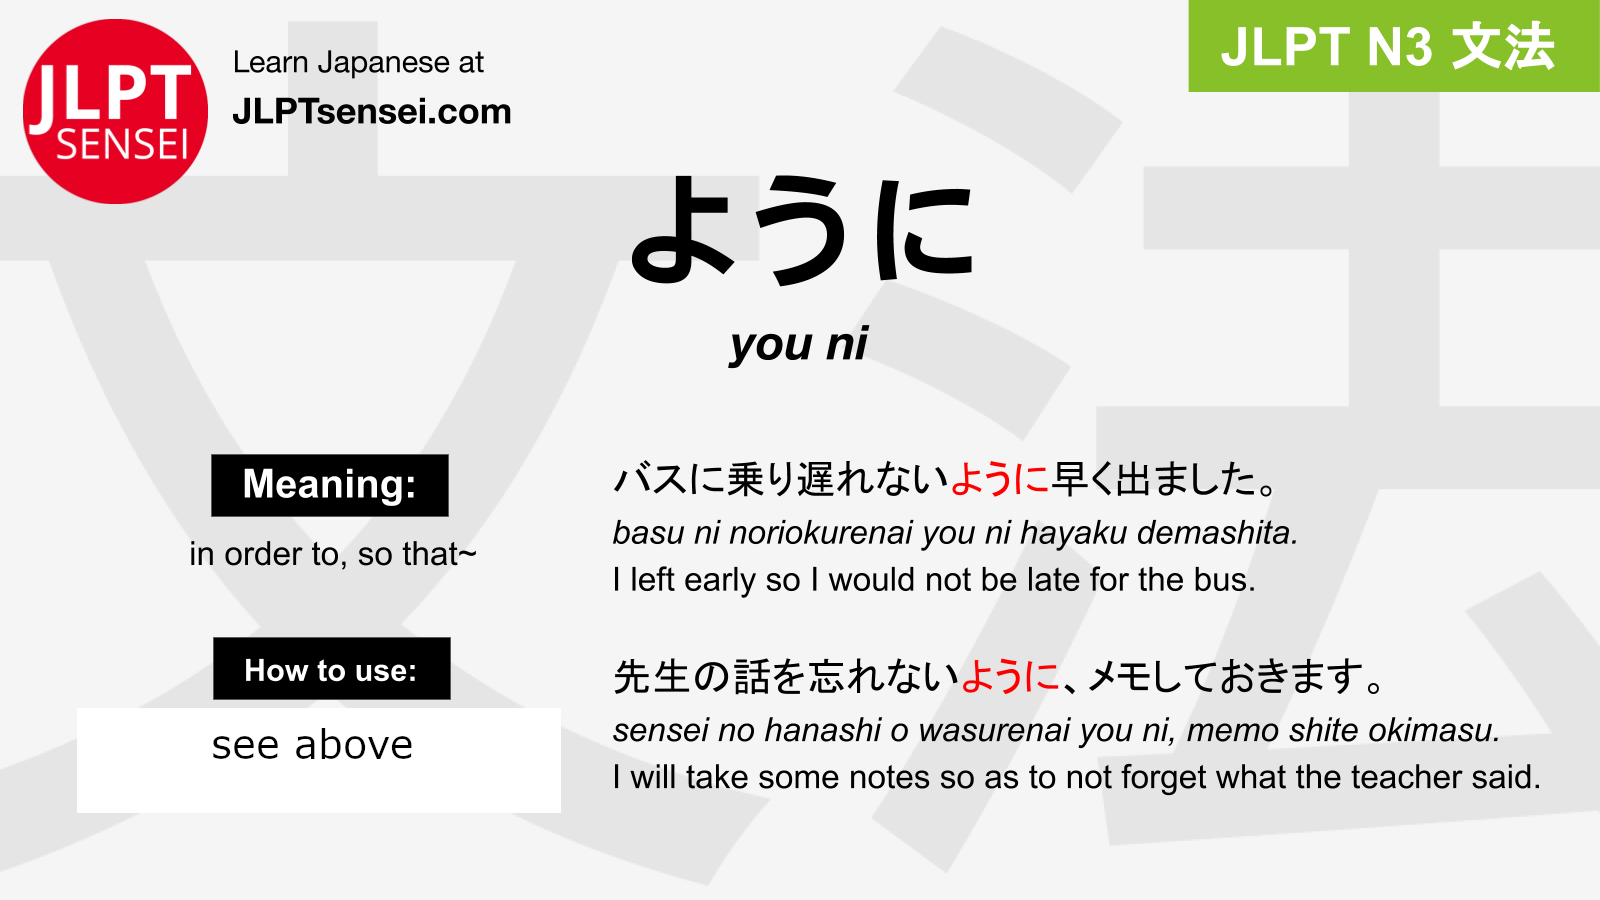 JLPT
SENSEI
Learn Japanese at
JLPTsensei.com
JLPT N3 文法
ように
you ni
Meaning:
in order to, so that~
How to use:
see above
バスに乗り遅れないように早く出ました。
basu ni noriokurenai you ni hayaku demashita.
I left early so I would not be late for the bus.
先生の話を忘れないように、メモしておきます。
sensei no hanashi o wasurenai you ni, memo shite okimasu.
I will take some notes so as to not forget what the teacher said.
文法